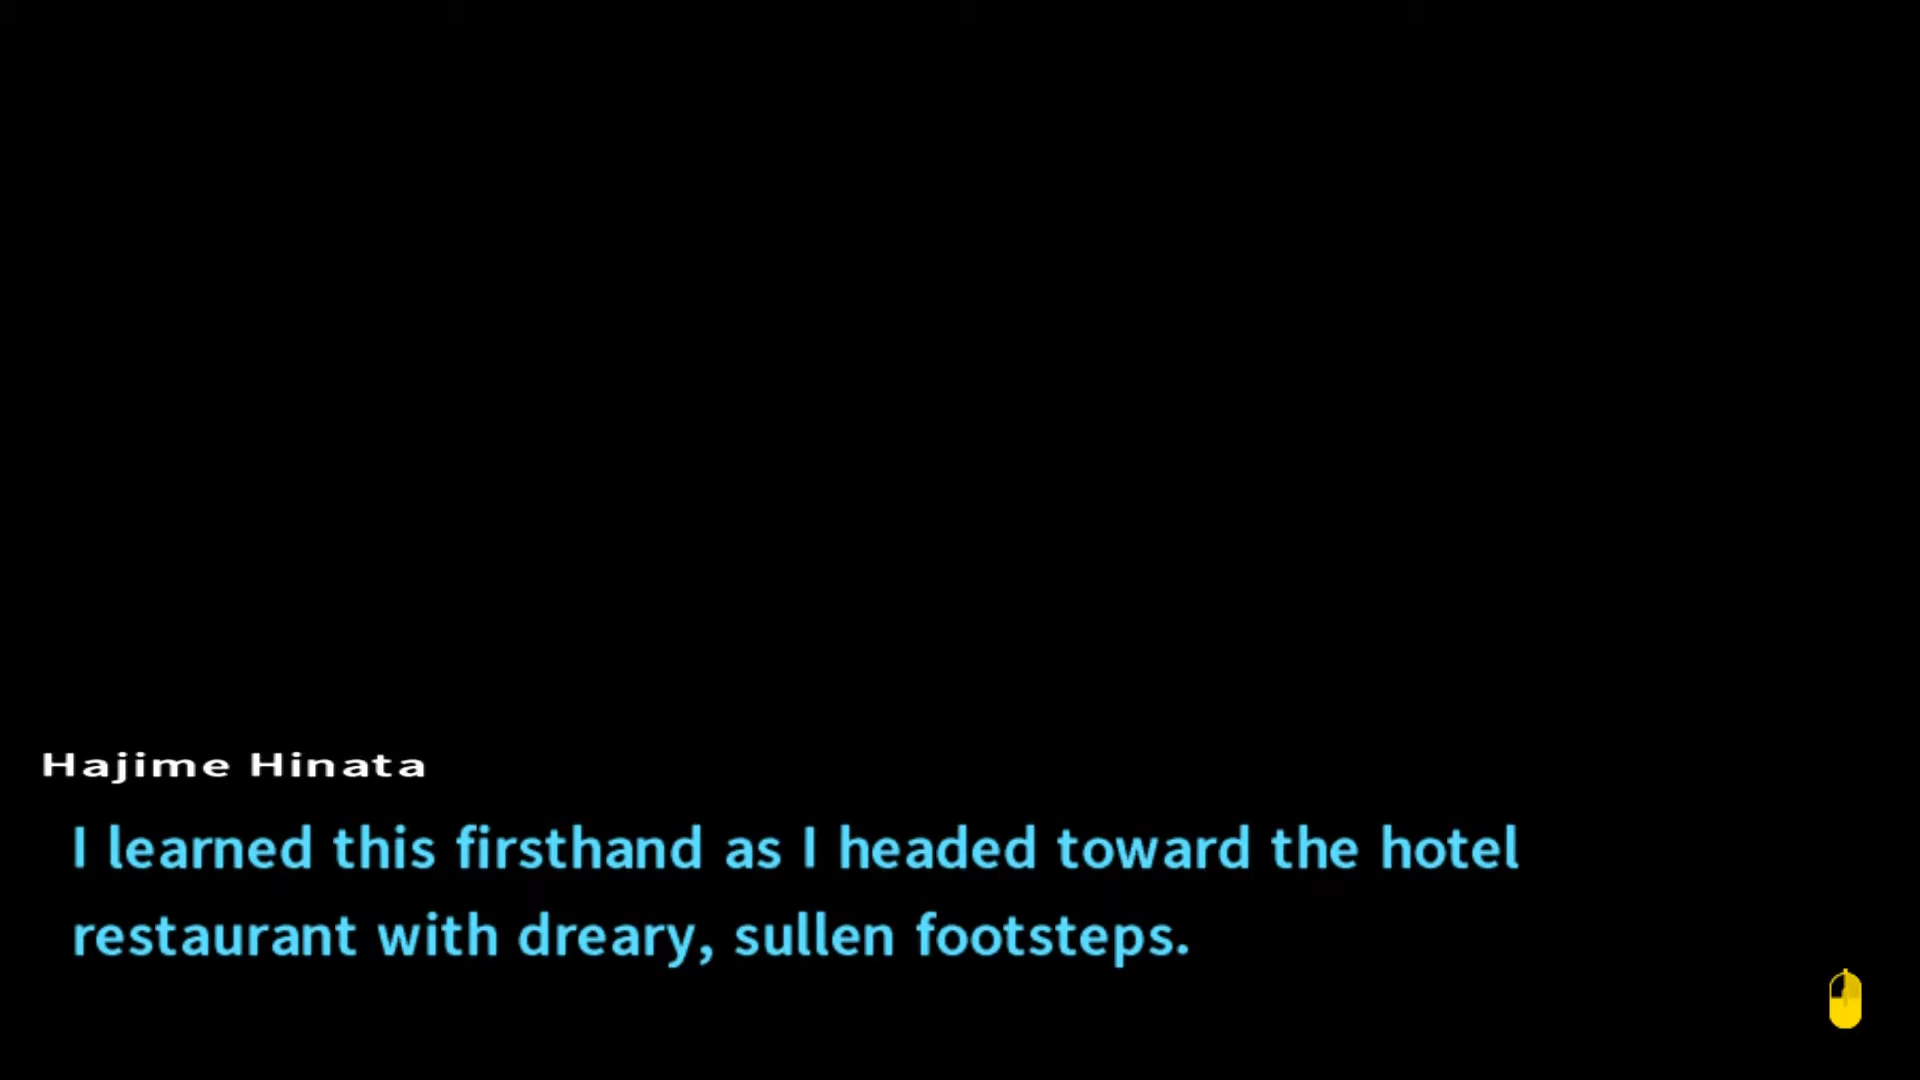 Hajime Hinata
I learned this firsthand as I headed toward the hotel
restaurant with dreary, sullen footsteps.